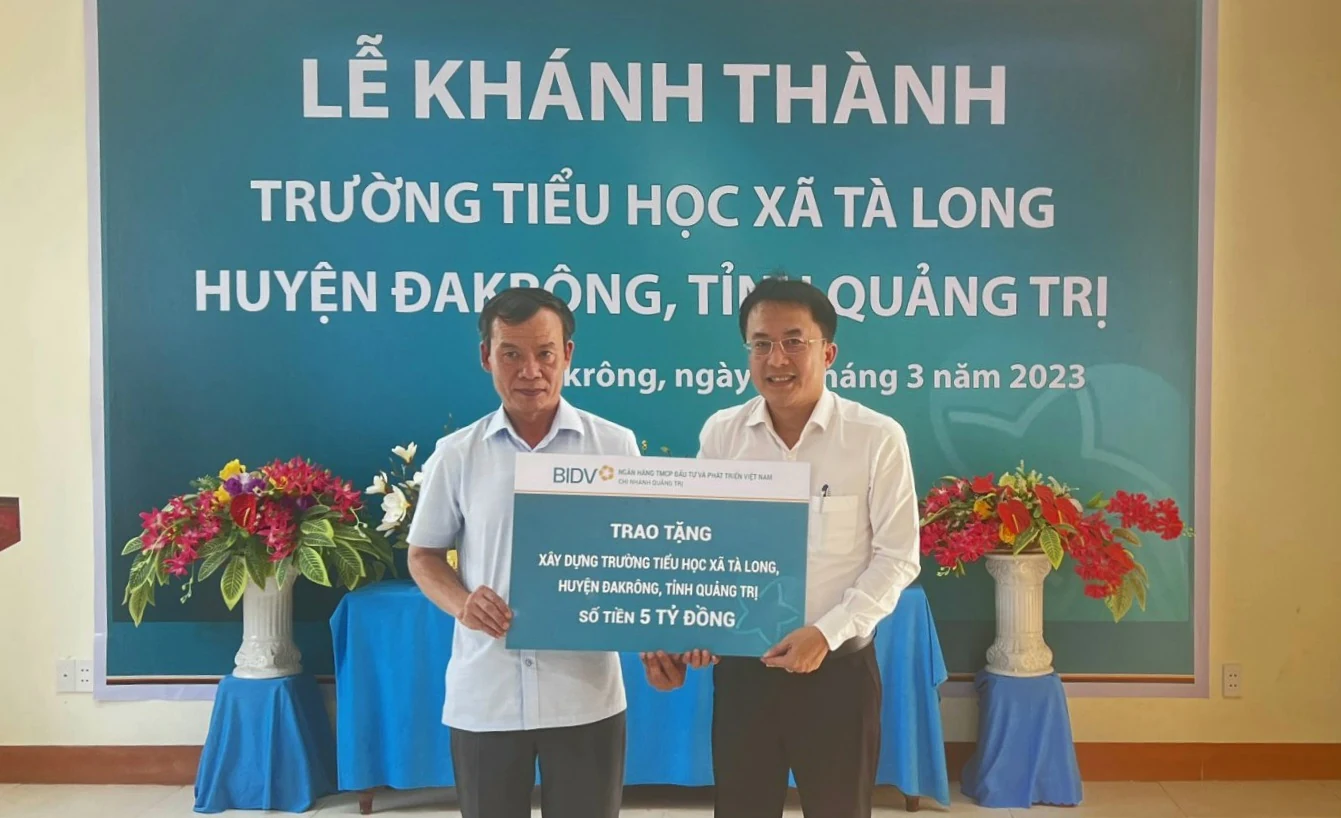 LỄ KHÁNH THÀNH
TRƯỜNG TIỂU HỌC XÃ TÀ LONG
HUYỆN ĐAKRÔNG, TỈNH QUẢNG TRỊ
krông, ngày háng 3 năm 2023
BIDV NGÂN HÀNG TMCP ĐẦU TƯ VÀ PHÁT TRIỂN VIỆT NAM
CHI NHÁNH QUẢNG TRỊ
TRAO TẶNG
XÂY DỰNG TRƯỜNG TIỂU HỌC XÃ TÀ LONG,
HUYỆN ĐAKRÔNG, TỈNH QUẢNG TRỊ
SỐ TIỀN 5 TỶ ĐỒNG